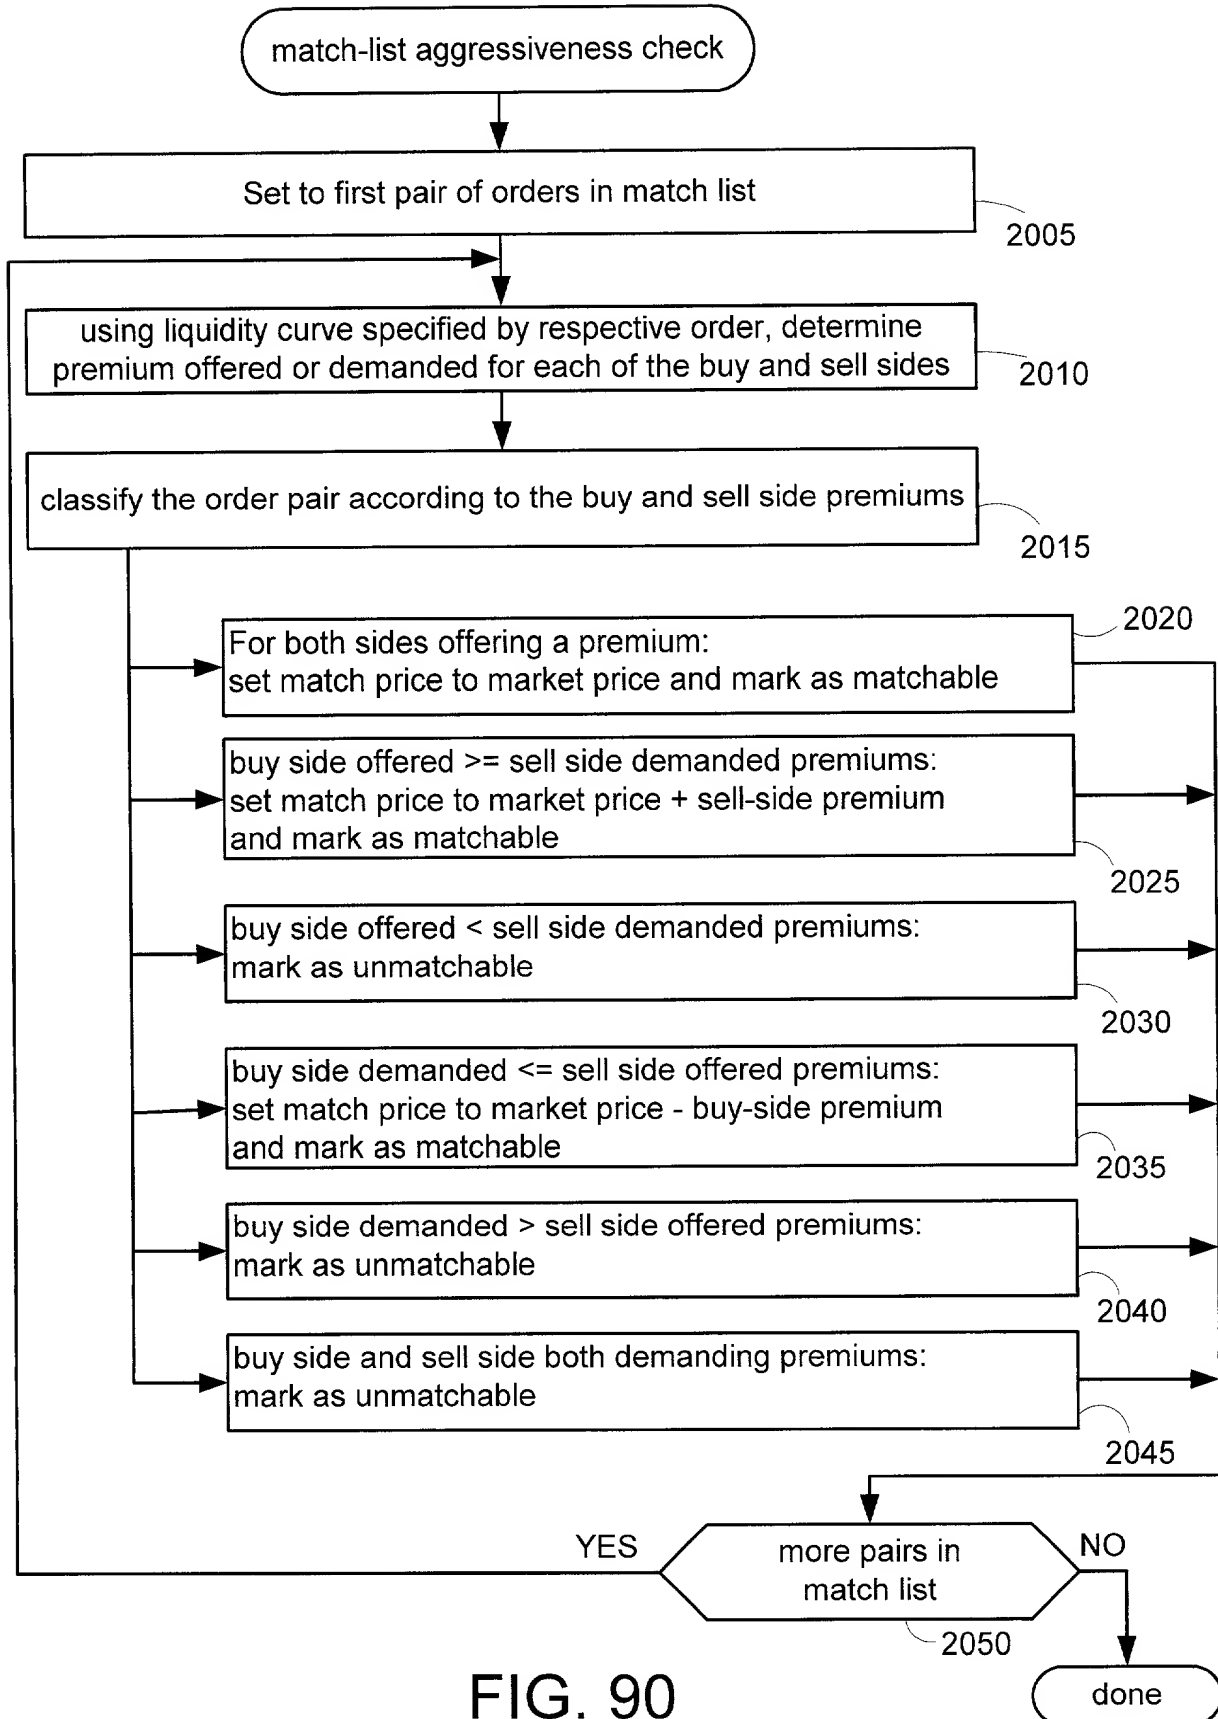 match-list aggressiveness check
Set to first pair of orders in match list
2005
using liquidity curve specified by respective order, determine
premium offered or demanded for each of the buy and sell sides
2010
classify the order pair according to the buy and sell side premiums
2015
2020
For both sides offering a premium:
set match price to market price and mark as matchable
buy side offered >= sell side demanded premiums:
set match price to market price + sell-side premium
and mark as matchable
2025
buy side offered < sell side demanded premiums:
mark as unmatchable
2030
buy side demanded <= sell side offered premiums:
set match price to market price - buy-side premium
and mark as matchable
2035
buy side demanded > sell side offered premiums:
mark as unmatchable
2040
buy side and sell side both demanding premiums:
mark as unmatchable
2045
YES
more pairs in
match list
NO
2050
done
FIG. 90